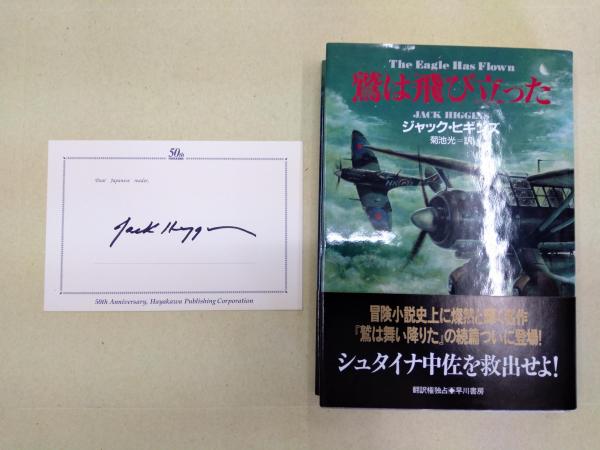 50th
Dear Japanese reader,
Jack Higgins
50th Anniversary, Hayakawa Publishing Corporation
The Eagle Has Flown
鷲は飛び立った
JACK HIGGINS
ジャック・ヒギンズ
菊池光=訳
冒険小説史上に燦然と輝く名作
『鷲は舞い降りた』の続篇ついに登場!
シュタイナ中佐を救出せよ!
翻訳権独占◆早川書房